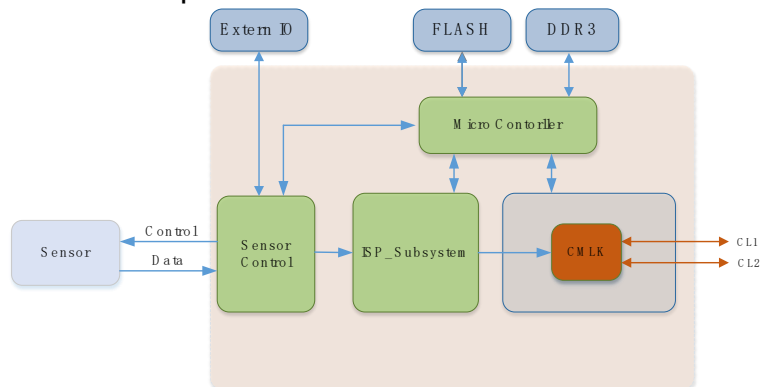 Extern IO
FLASH
DDR3
Micro Contorller
Control
Sensor
Data
Sensor
Control
ISP_Subsystem
CMLK
CL1
CL2